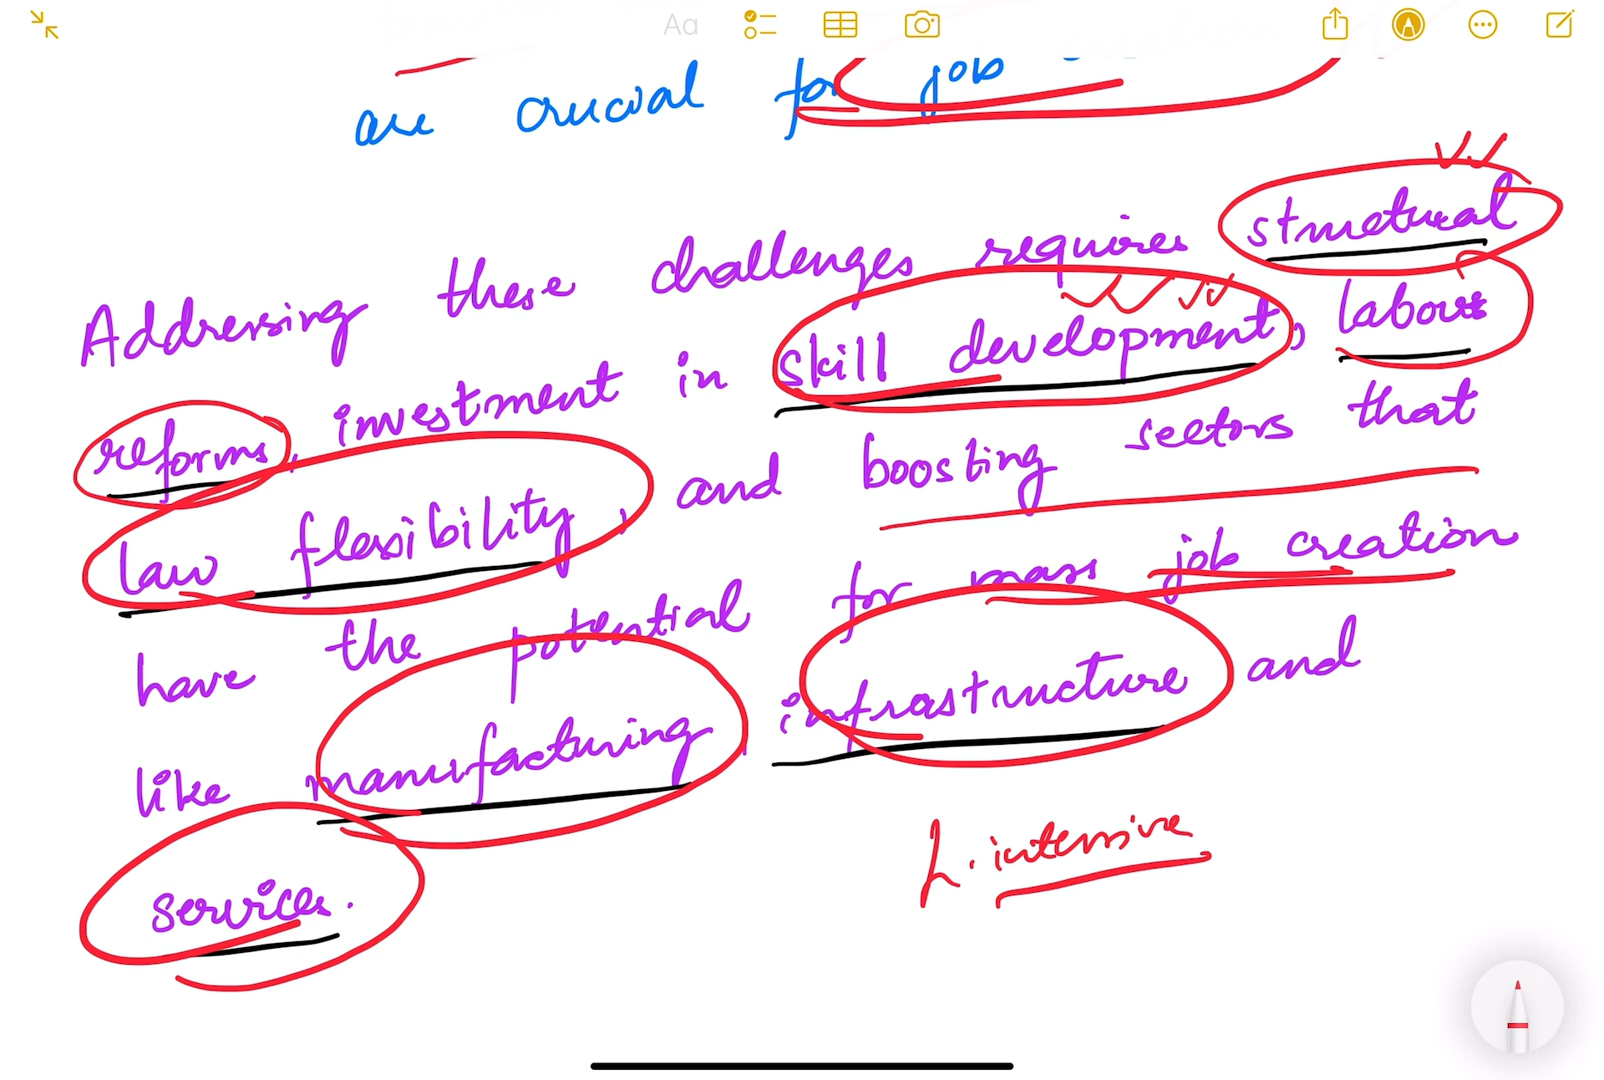 Aa
are crucial for job
Addressing these challenges requires structural
reforms, investment in skill development, labour
law flexibility, and boosting sectors that
have the potential for mass job creation
like manufacturing, infrastructure and
services.
L. intensive